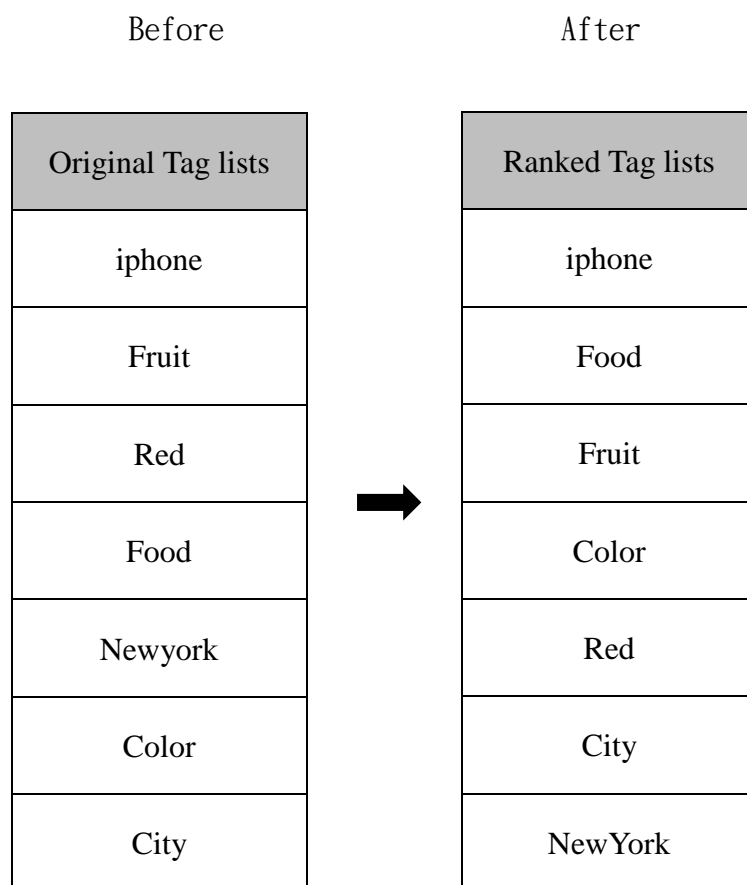 Before
After
Original Tag lists
iphone
Fruit
Red
Food
Newyork
Color
City
Ranked Tag lists
iphone
Food
Fruit
Color
Red
City
NewYork